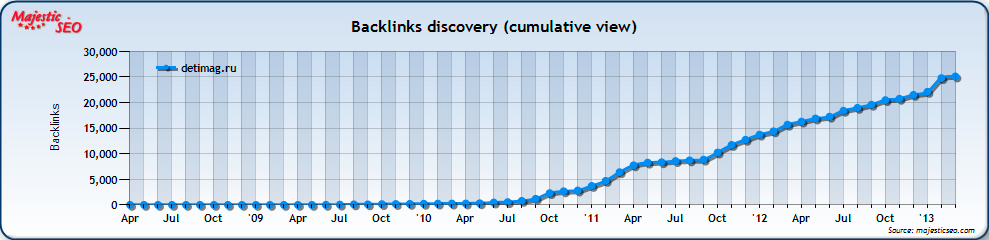 Majestic
SEO
Backlinks discovery (cumulative view)
detimag.ru
Backlinks
30,000
25,000
20,000
15,000
10,000
5,000
0
Apr Jul Oct '09 Apr Jul Oct '10 Apr Jul Oct '11 Apr Jul Oct '12 Apr Jul Oct '13
Source: majesticseo.com